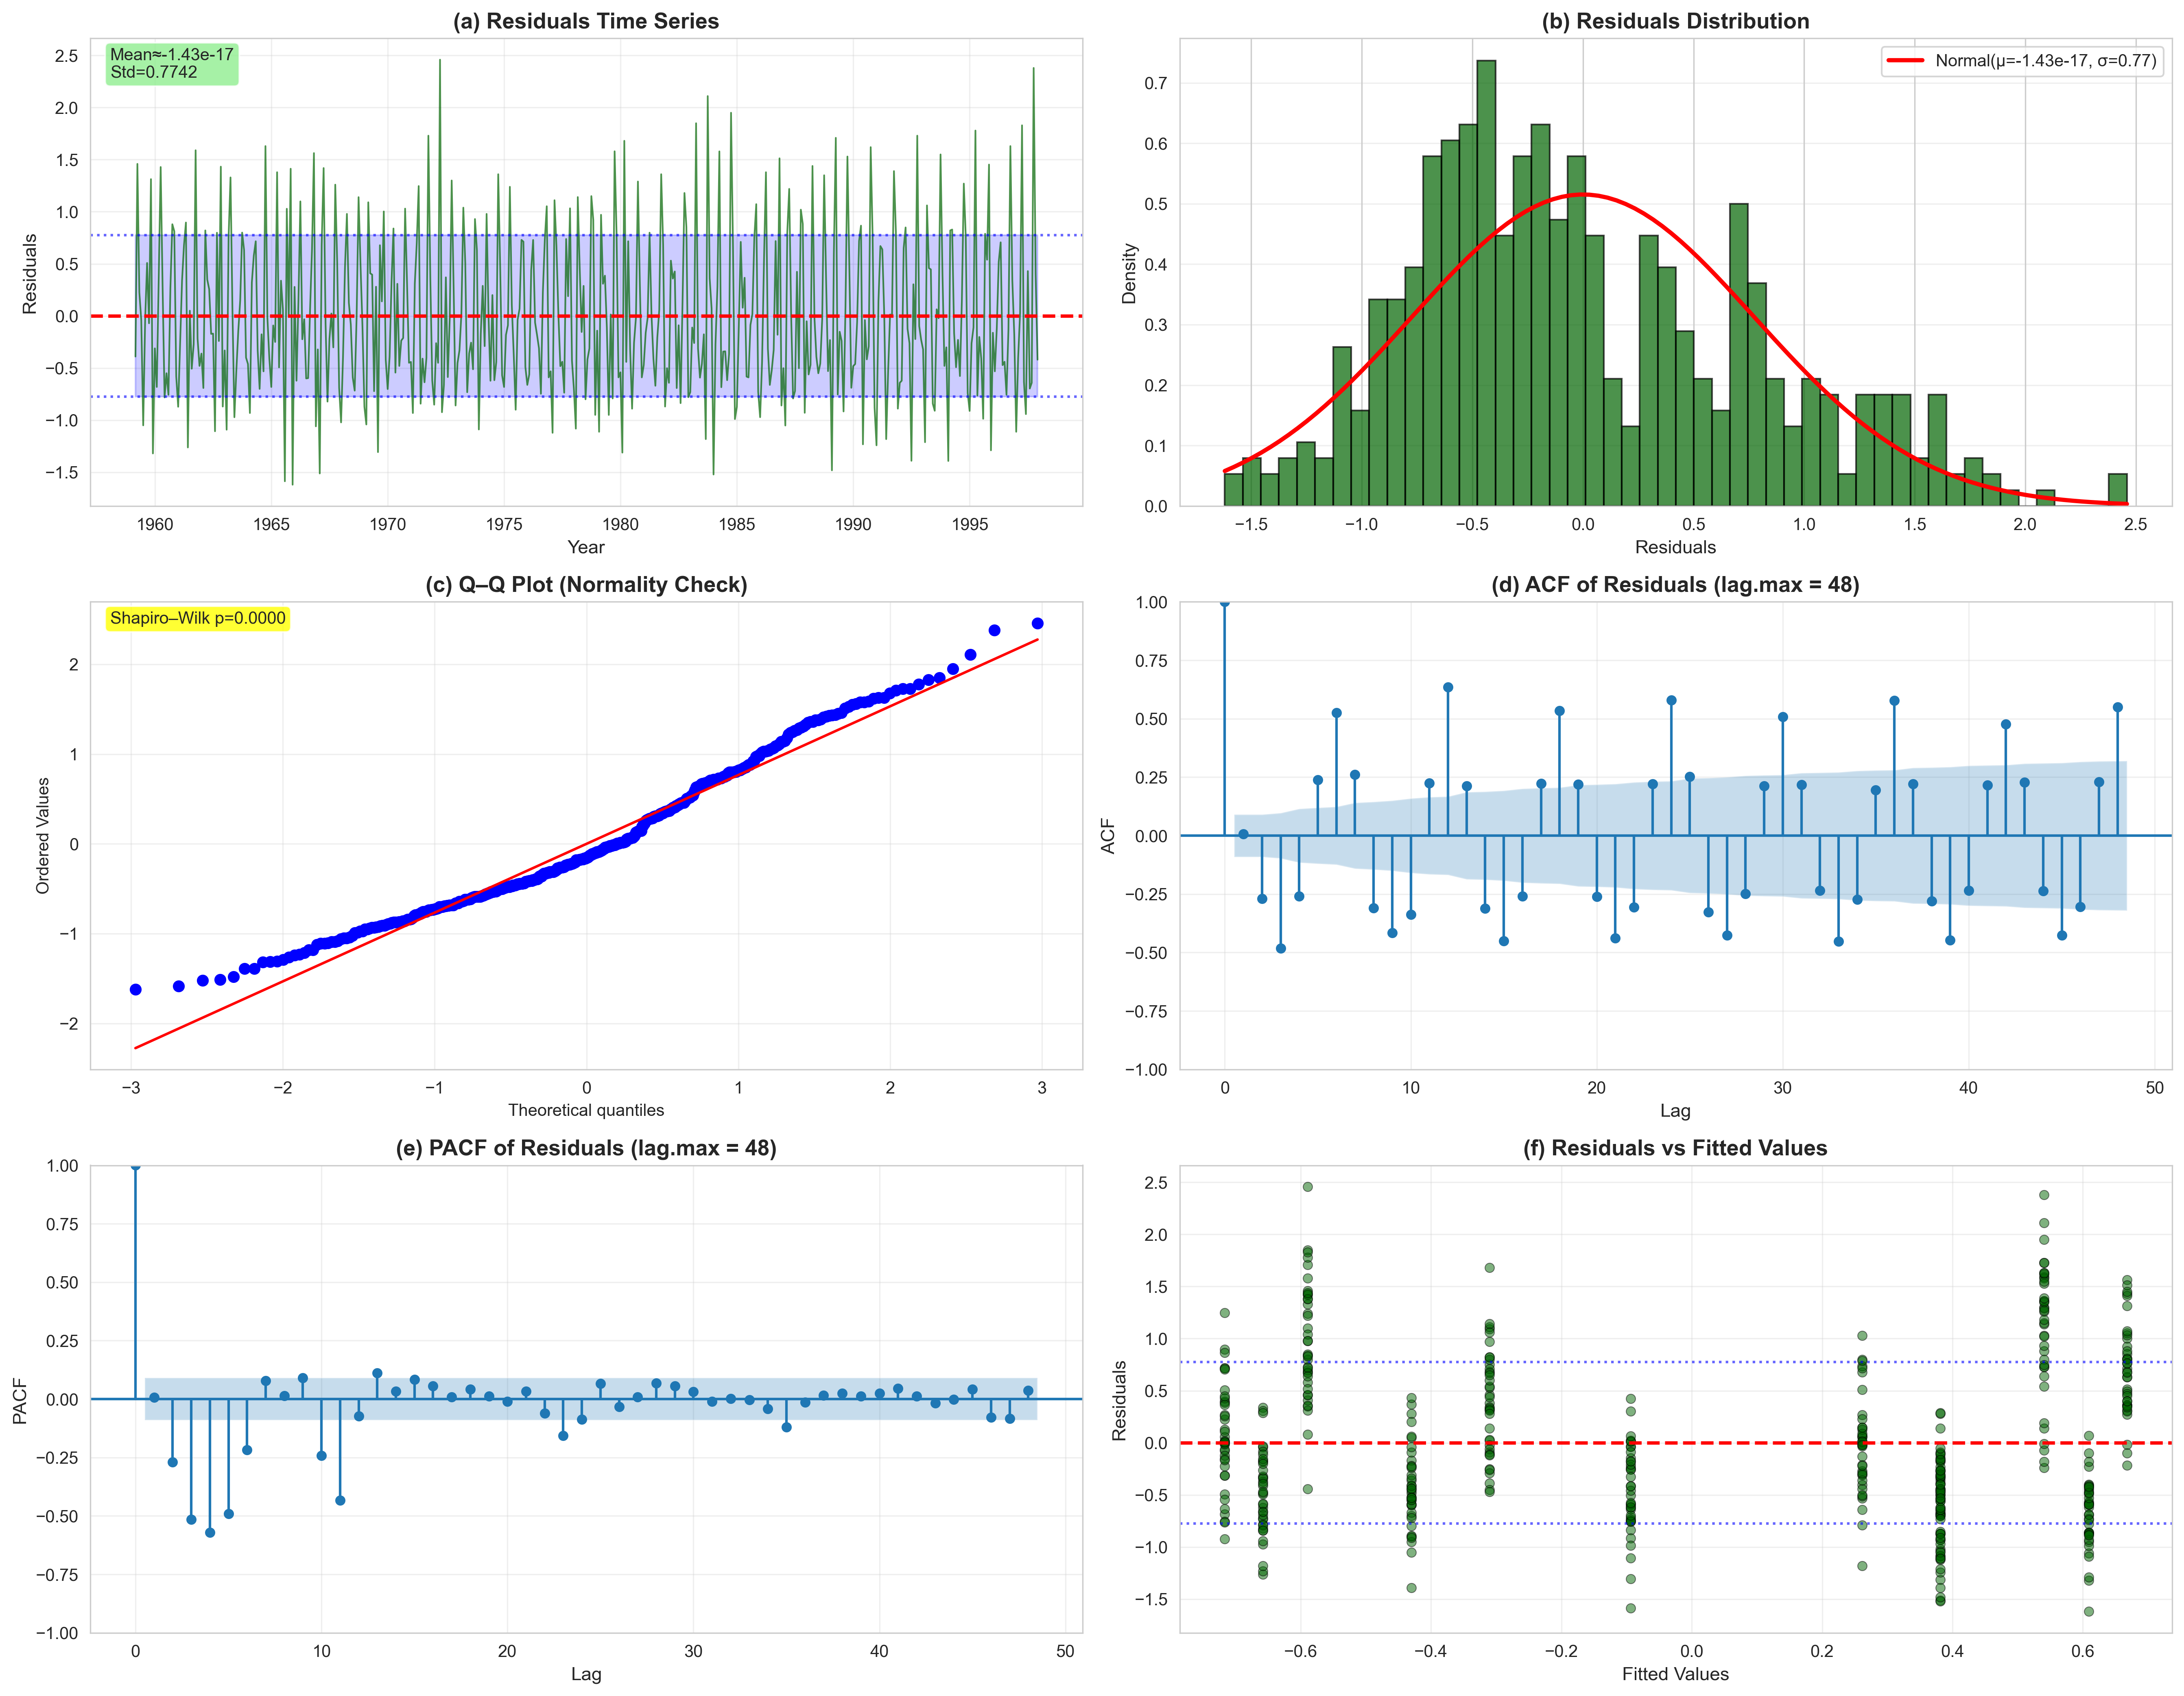 (a) Residuals Time Series
Mean≈-1.43e-17
Std=0.7742
2.5
2.0
1.5
1.0
0.5
0.0
−0.5
−1.0
−1.5
Residuals
1960 1965 1970 1975 1980 1985 1990 1995
Year
(b) Residuals Distribution
Normal(μ=-1.43e-17, σ=0.77)
0.7
0.6
0.5
0.4
0.3
0.2
0.1
0.0
Density
−1.5 −1.0 −0.5 0.0 0.5 1.0 1.5 2.0 2.5
Residuals
(c) Q–Q Plot (Normality Check)
Shapiro–Wilk p=0.0000
2
1
0
−1
−2
Ordered Values
−3 −2 −1 0 1 2 3
Theoretical quantiles
(d) ACF of Residuals (lag.max = 48)
1.00
0.75
0.50
0.25
0.00
−0.25
−0.50
−0.75
−1.00
ACF
0 10 20 30 40 50
Lag
(e) PACF of Residuals (lag.max = 48)
1.00
0.75
0.50
0.25
0.00
−0.25
−0.50
−0.75
−1.00
PACF
0 10 20 30 40 50
Lag
(f) Residuals vs Fitted Values
2.5
2.0
1.5
1.0
0.5
0.0
−0.5
−1.0
−1.5
Residuals
−0.6 −0.4 −0.2 0.0 0.2 0.4 0.6
Fitted Values